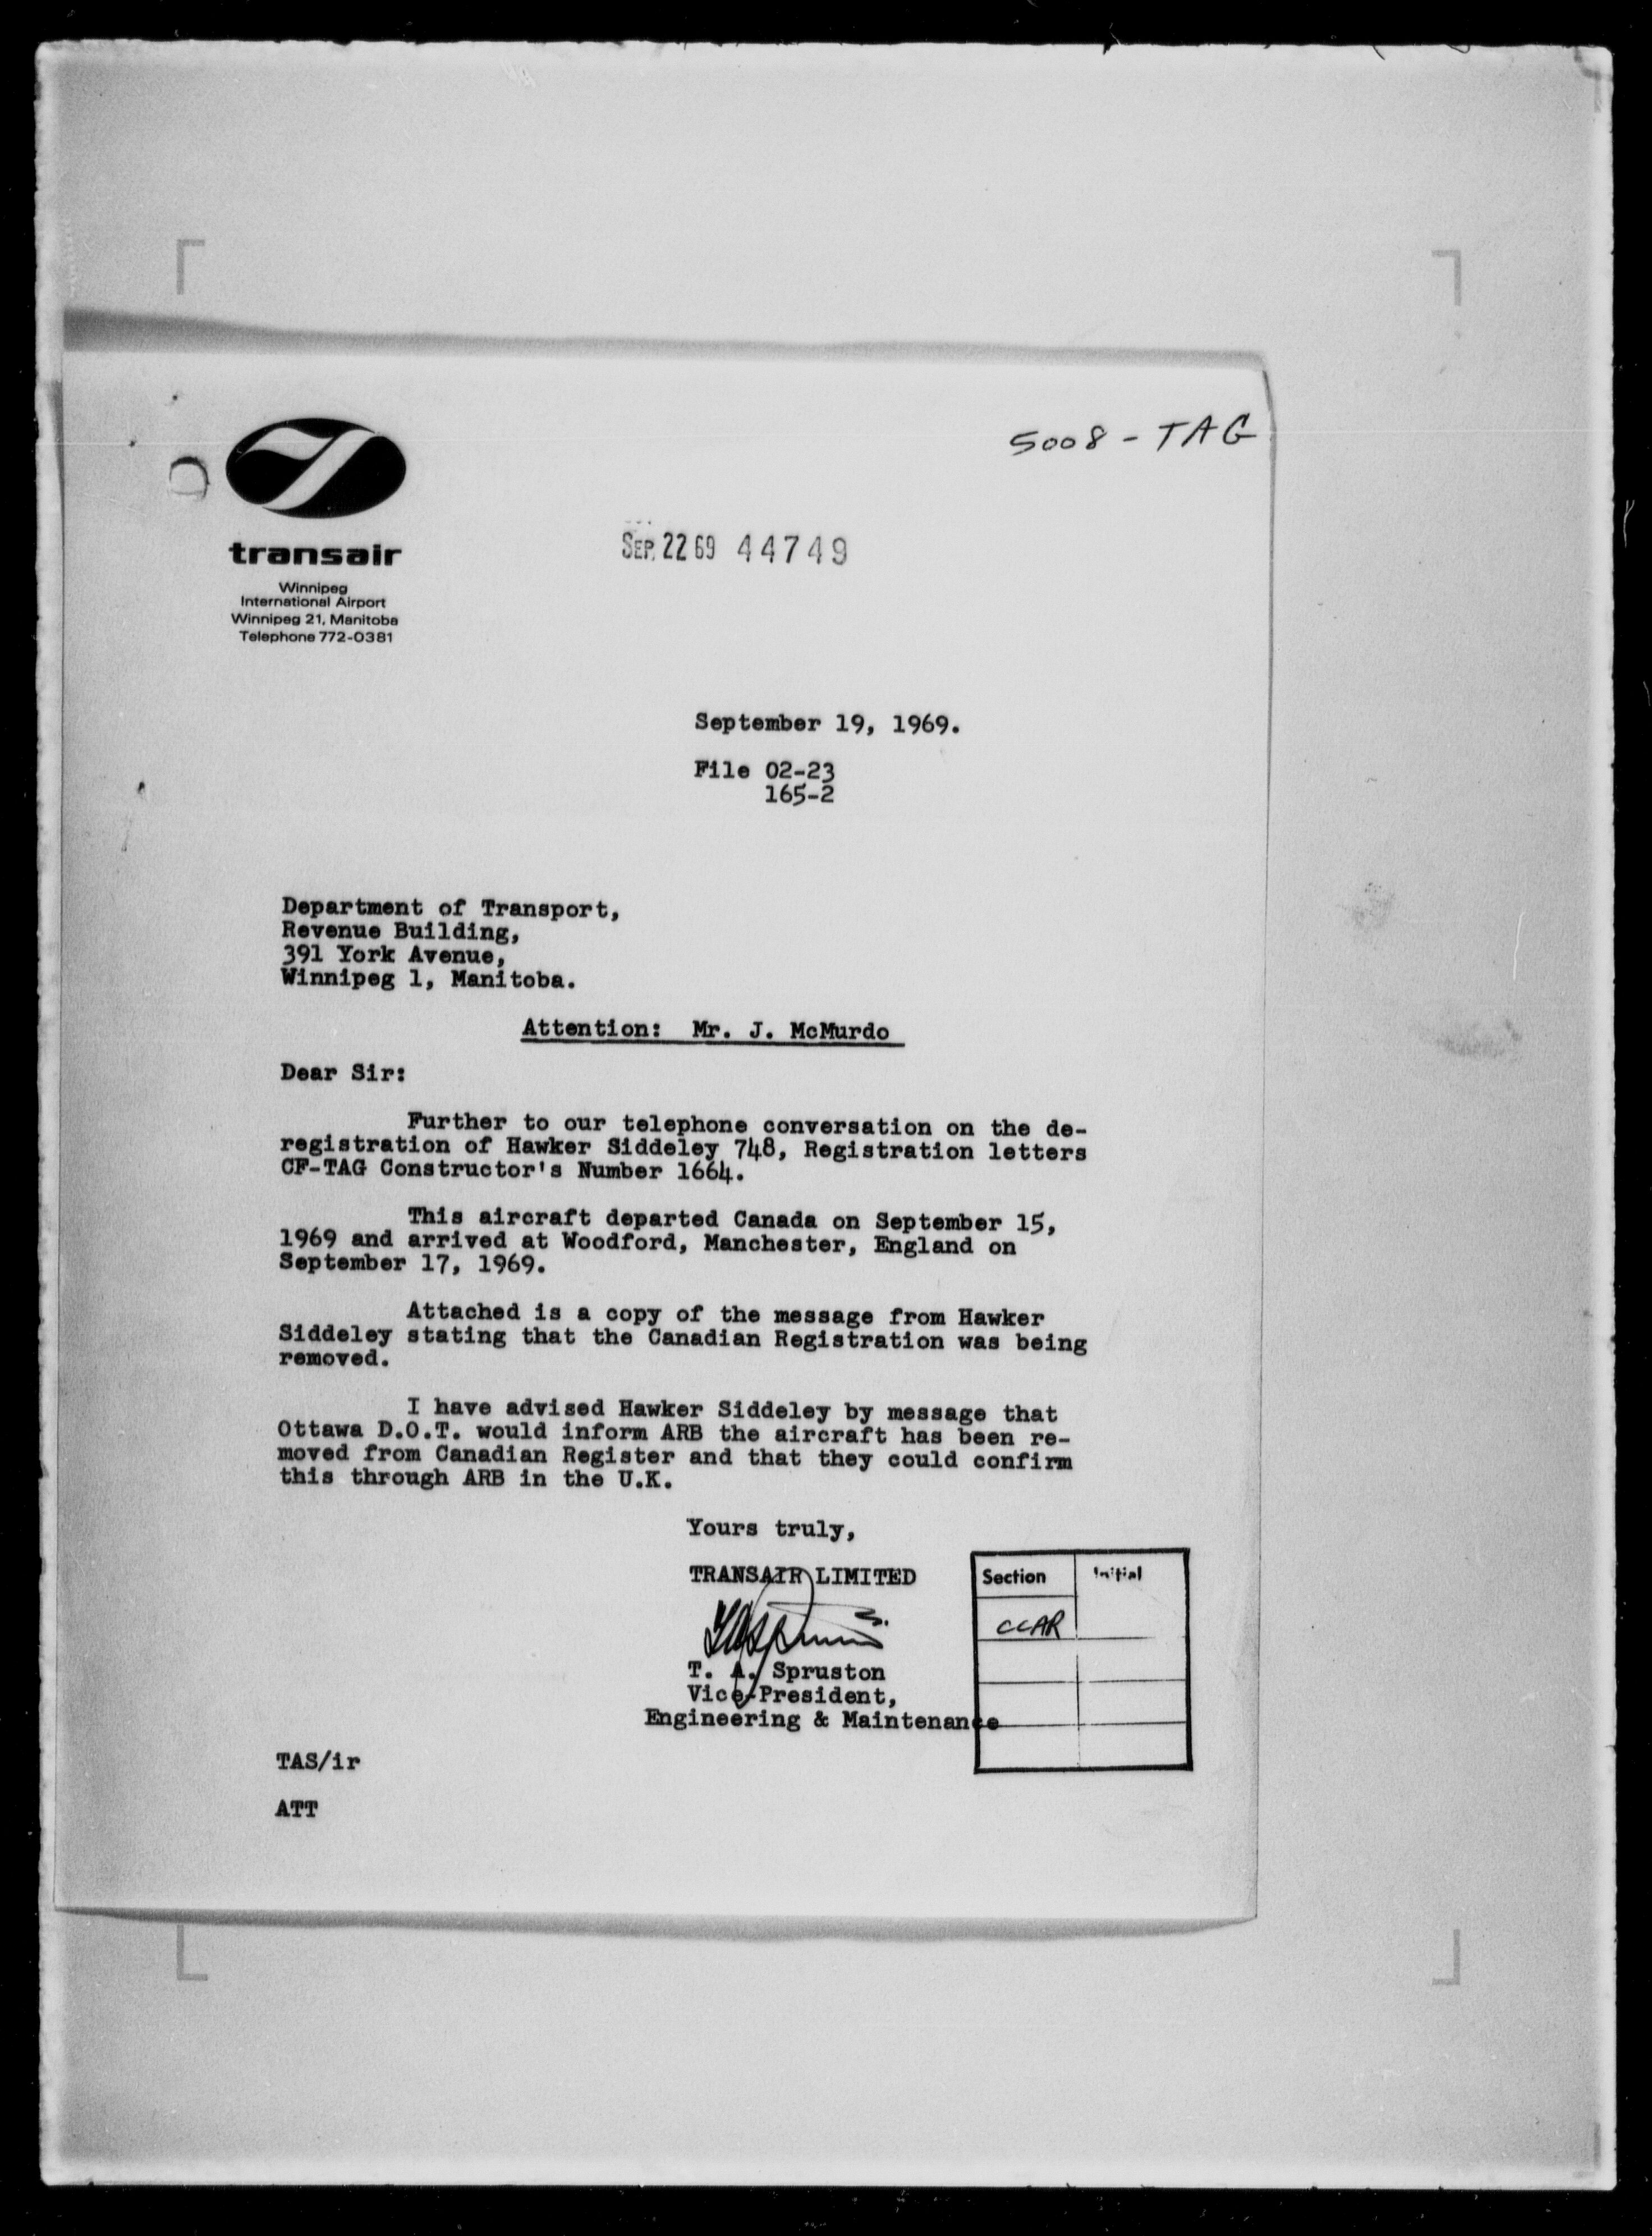 5008 - TAG
transair
Winnipeg
International Airport
Winnipeg 21, Manitoba
Telephone 772-0381
SEP. 22 69 44749
September 19, 1969.
File 02-23
165-2
Department of Transport,
Revenue Building,
391 York Avenue,
Winnipeg 1, Manitoba.
Attention: Mr. J. McMurdo
Dear Sir:
Further to our telephone conversation on the de-
registration of Hawker Siddeley 748, Registration letters
CF-TAG Constructor's Number 1664.
This aircraft departed Canada on September 15,
1969 and arrived at Woodford, Manchester, England on
September 17, 1969.
Attached is a copy of the message from Hawker
Siddeley stating that the Canadian Registration was being
removed.
I have advised Hawker Siddeley by message that
Ottawa D.O.T. would inform ARB the aircraft has been re-
moved from Canadian Register and that they could confirm
this through ARB in the U.K.
Yours truly,
TRANSAIR LIMITED
T. A. Spruston
Vice-President,
Engineering & Maintenance
Section Initial
CCAR
TAS/ir
ATT